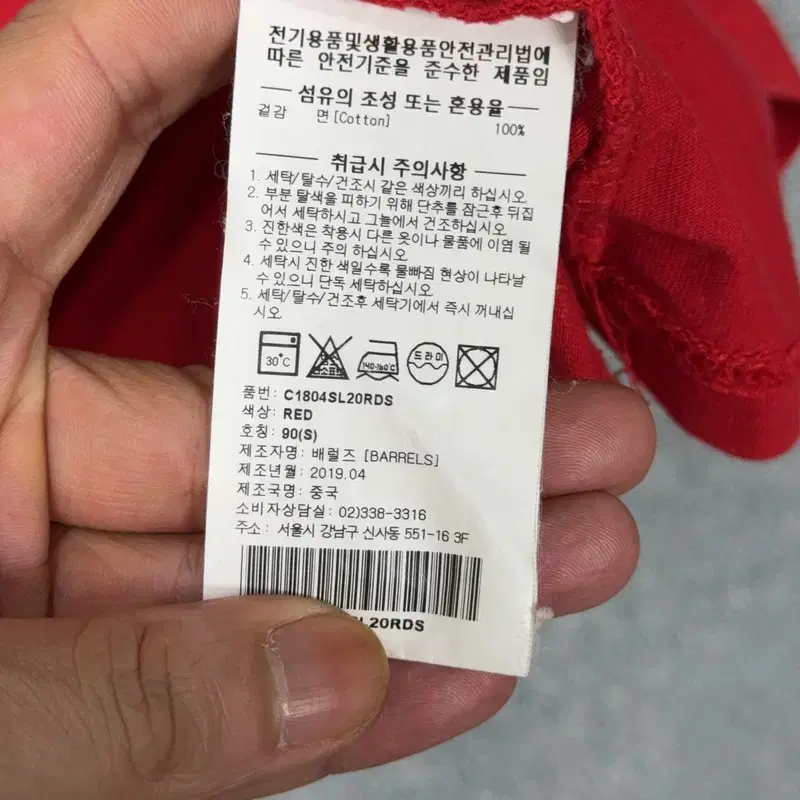 전기용품및생활용품안전관리법에
따른 안전기준을 준수한 제품임
섬유의 조성 또는 혼용율
겉감 면[Cotton] 100%
취급시 주의사항
1. 세탁/탈수/건조시 같은 색상끼리 하십시오
2. 부분 탈색을 피하기 위해 단추를 잠근후 뒤집
어서 세탁하시고 그늘에서 건조하십시오.
3. 진한색은 착용시 다른 옷이나 물품에 이염 될
수 있으니 주의 하십시오.
4. 세탁시 진한 색일수록 물빠짐 현상이 나타날
수 있으니 단독 세탁하십시오.
5. 세탁/탈수/건조후 세탁기에서 즉시 꺼내십
시오.
30°C 140-160°C 드라이
품번: C1804SL20RDS
색상: RED
호칭: 90(S)
제조자명: 배럴즈 [BARRELS]
제조년월: 2019.04
제조국명: 중국
소비자상담실: 02)338-3316
주소: 서울시 강남구 신사동 551-16 3F
SL20RDS